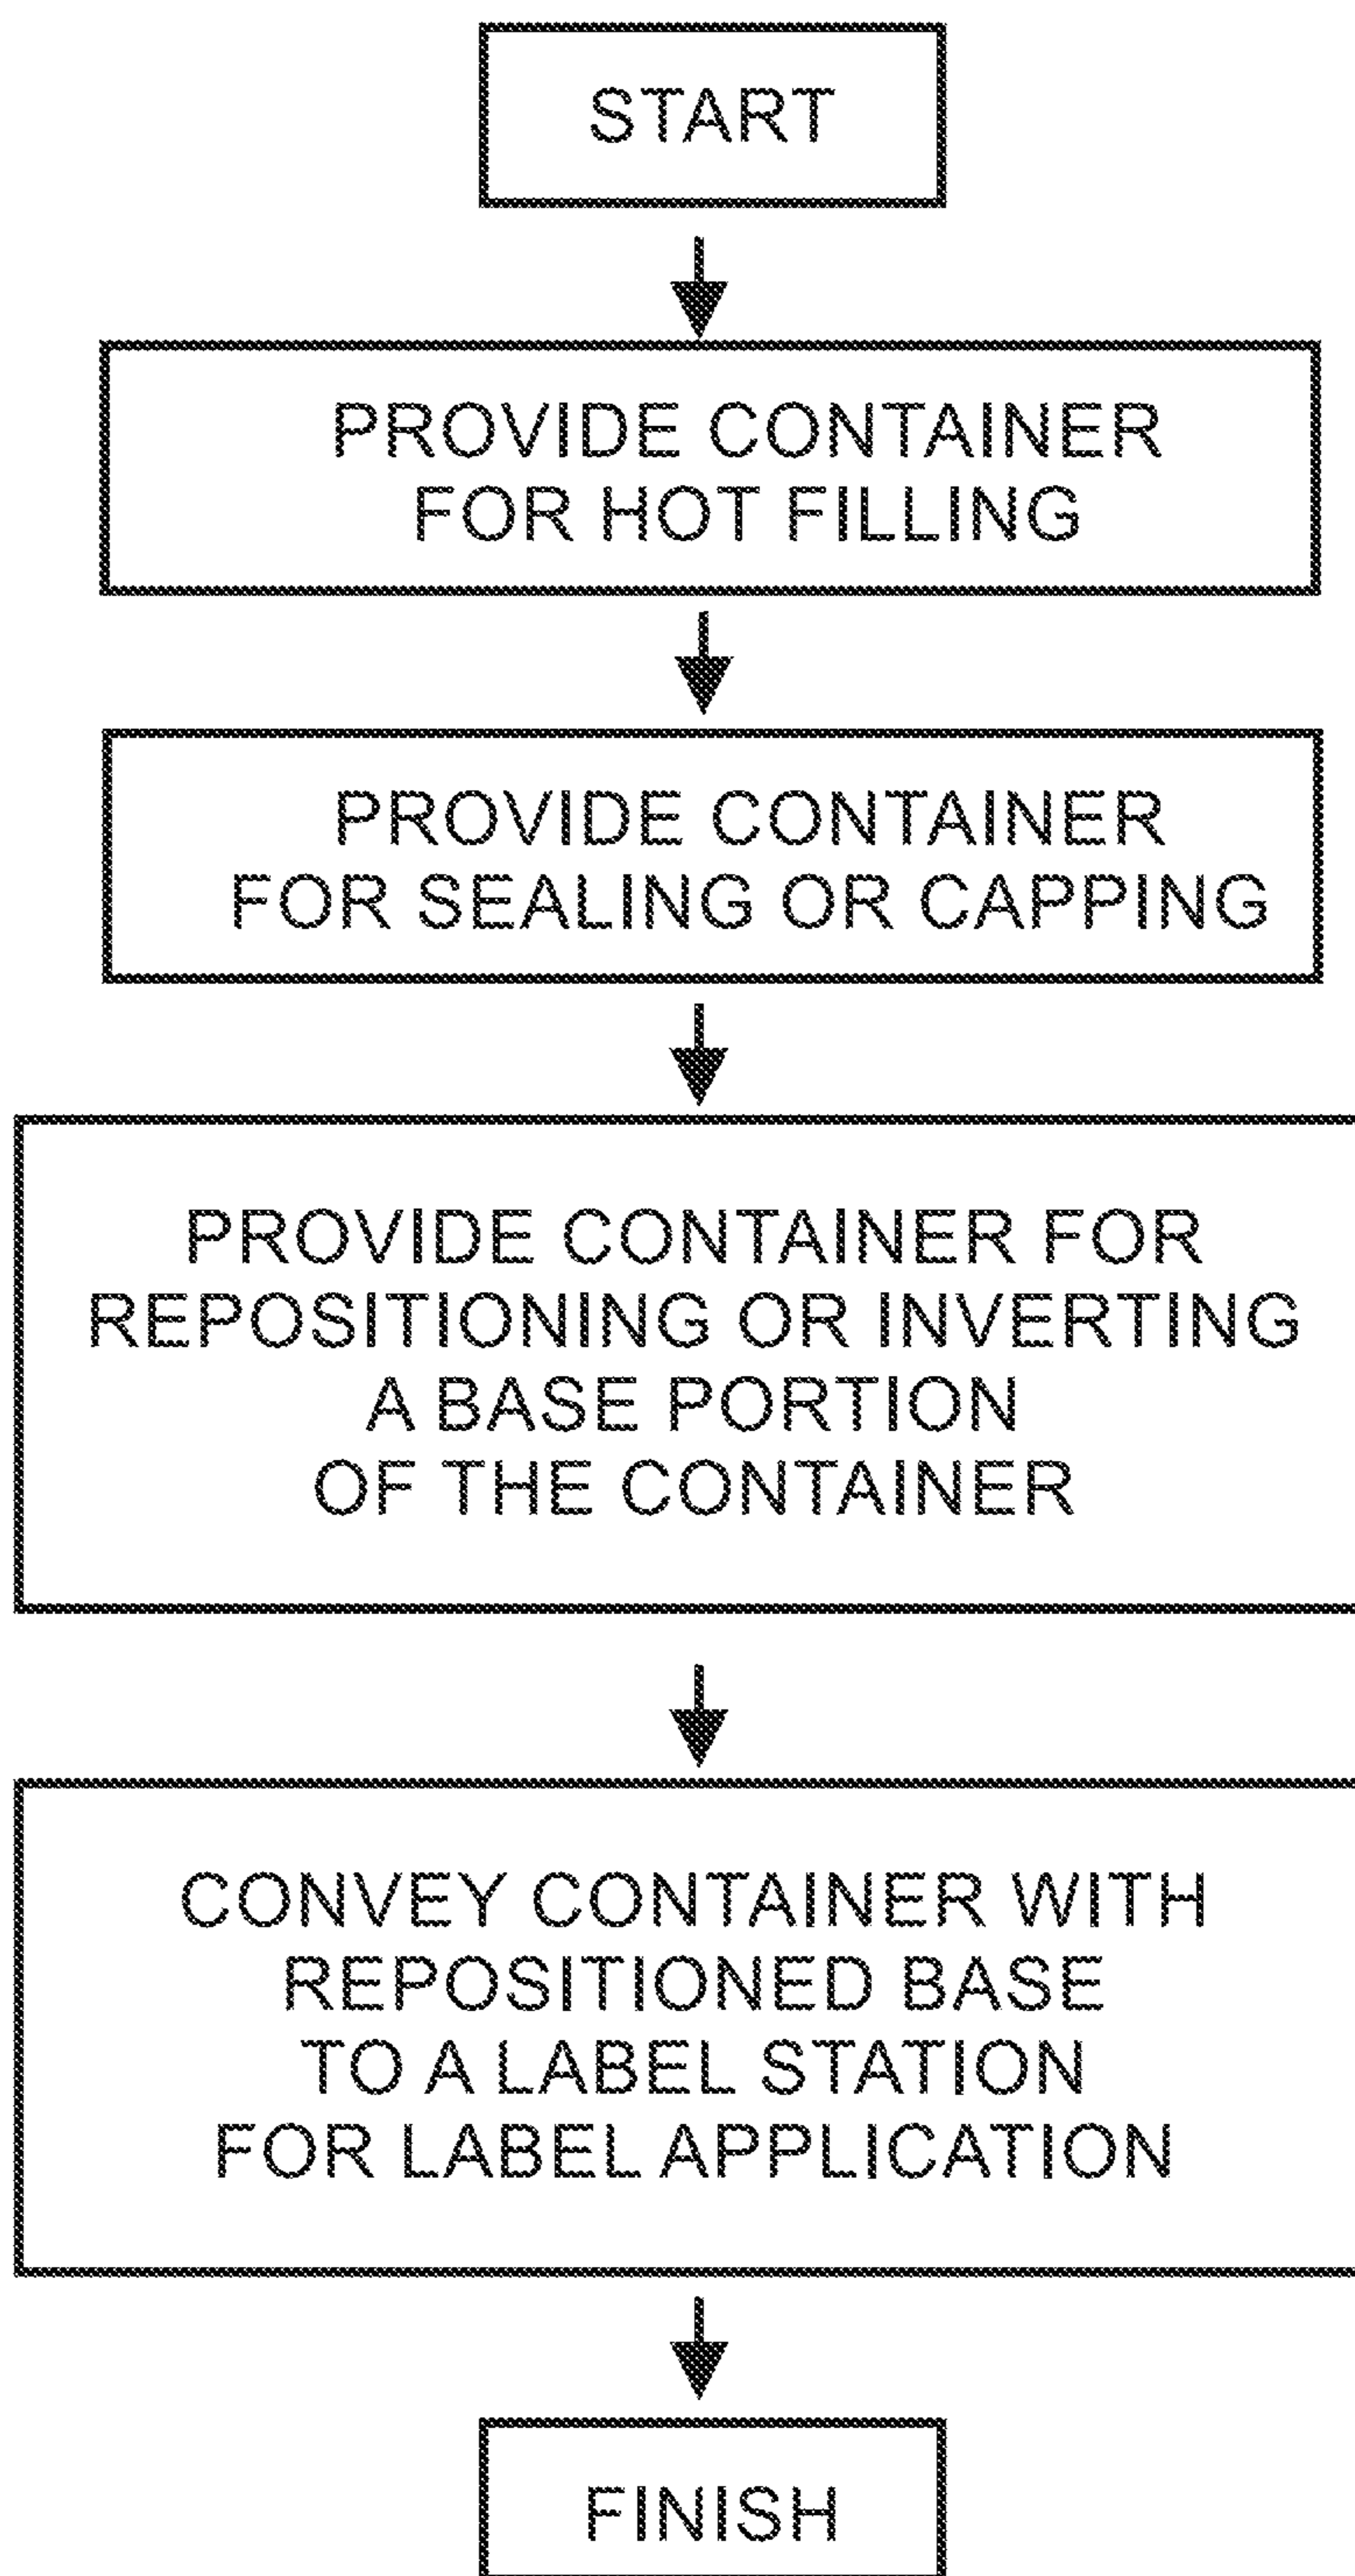 START
PROVIDE CONTAINER
FOR HOT FILLING
PROVIDE CONTAINER
FOR SEALING OR CAPPING
PROVIDE CONTAINER FOR
REPOSITIONING OR INVERTING
A BASE PORTION
OF THE CONTAINER
CONVEY CONTAINER WITH
REPOSITIONED BASE
TO A LABEL STATION
FOR LABEL APPLICATION
FINISH